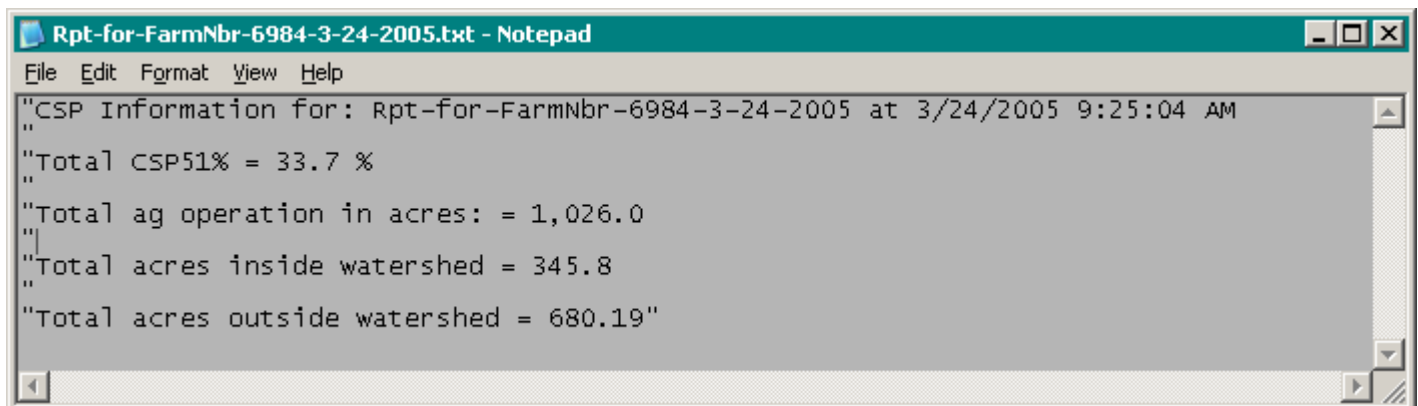 Rpt-for-FarmNbr-6984-3-24-2005.txt - Notepad
File Edit Format View Help
"CSP Information for: Rpt-for-FarmNbr-6984-3-24-2005 at 3/24/2005 9:25:04 AM
"
"Total CSP51% = 33.7 %
"
"Total ag operation in acres: = 1,026.0
"
"Total acres inside watershed = 345.8
"
"Total acres outside watershed = 680.19"